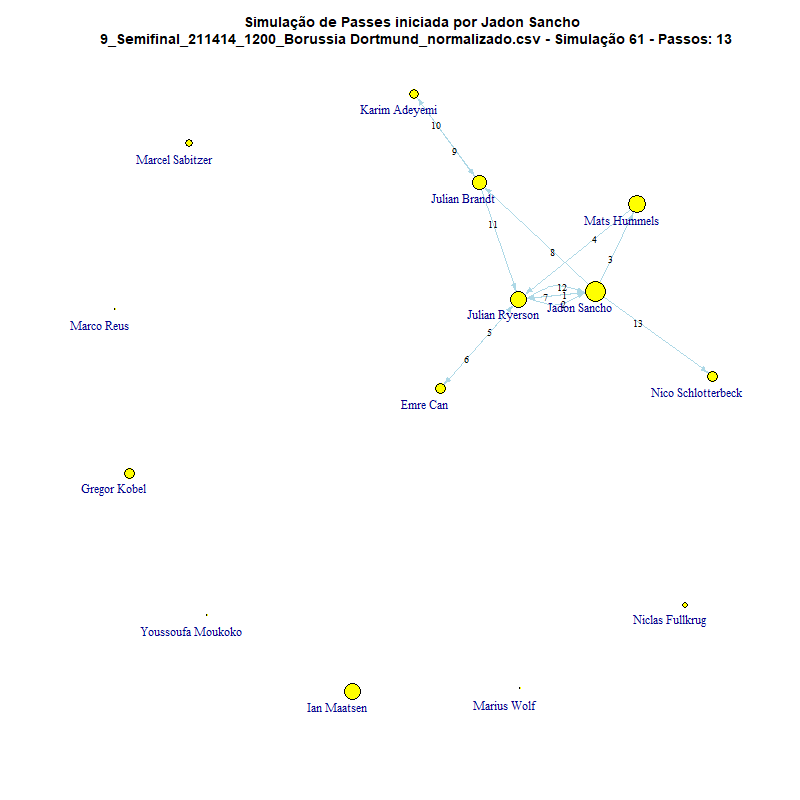 Simulação de Passes iniciada por Jadon Sancho
9_Semifinal_211414_1200_Borussia Dortmund_normalizado.csv - Simulação 61 - Passos: 13
Karim Adeyemi
10
Marcel Sabitzer
9
Julian Brandt
Mats Hummels
11
4
8
3
12
1
7
Jadon Sancho
Julian Ryerson
13
Marco Reus
5
6
Nico Schlotterbeck
Emre Can
Gregor Kobel
Niclas Fullkrug
Youssoufa Moukoko
Ian Maatsen
Marius Wolf